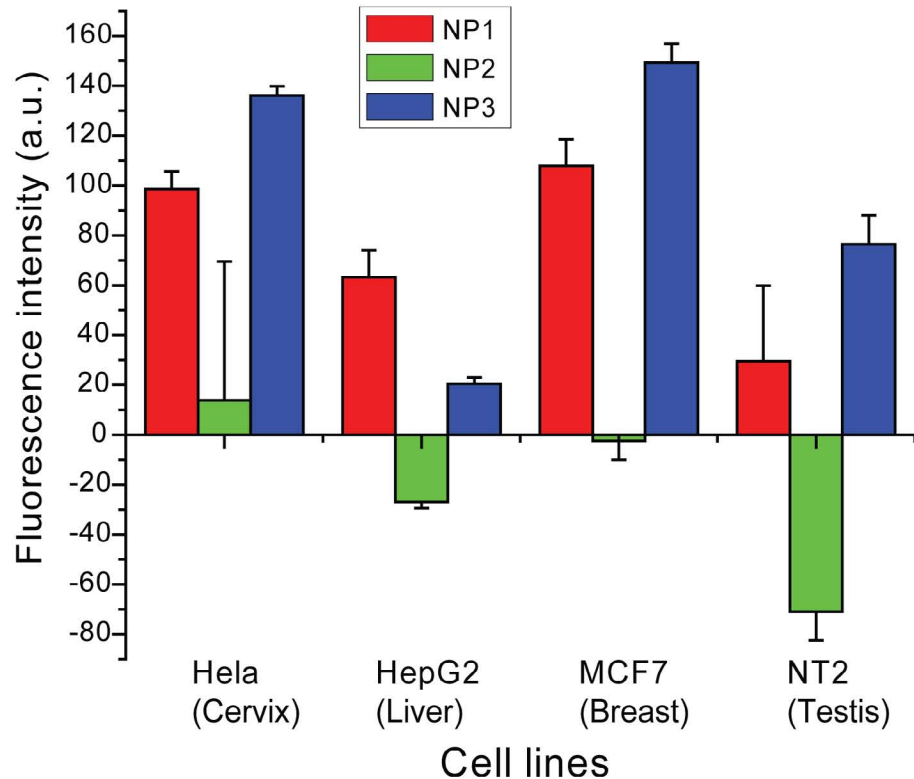 Fluorescence intensity (a.u.)
160
140
120
100
80
60
40
20
0
-20
-40
-60
-80
NP1
NP2
NP3
Hela
(Cervix)
HepG2
(Liver)
MCF7
(Breast)
NT2
(Testis)
Cell lines